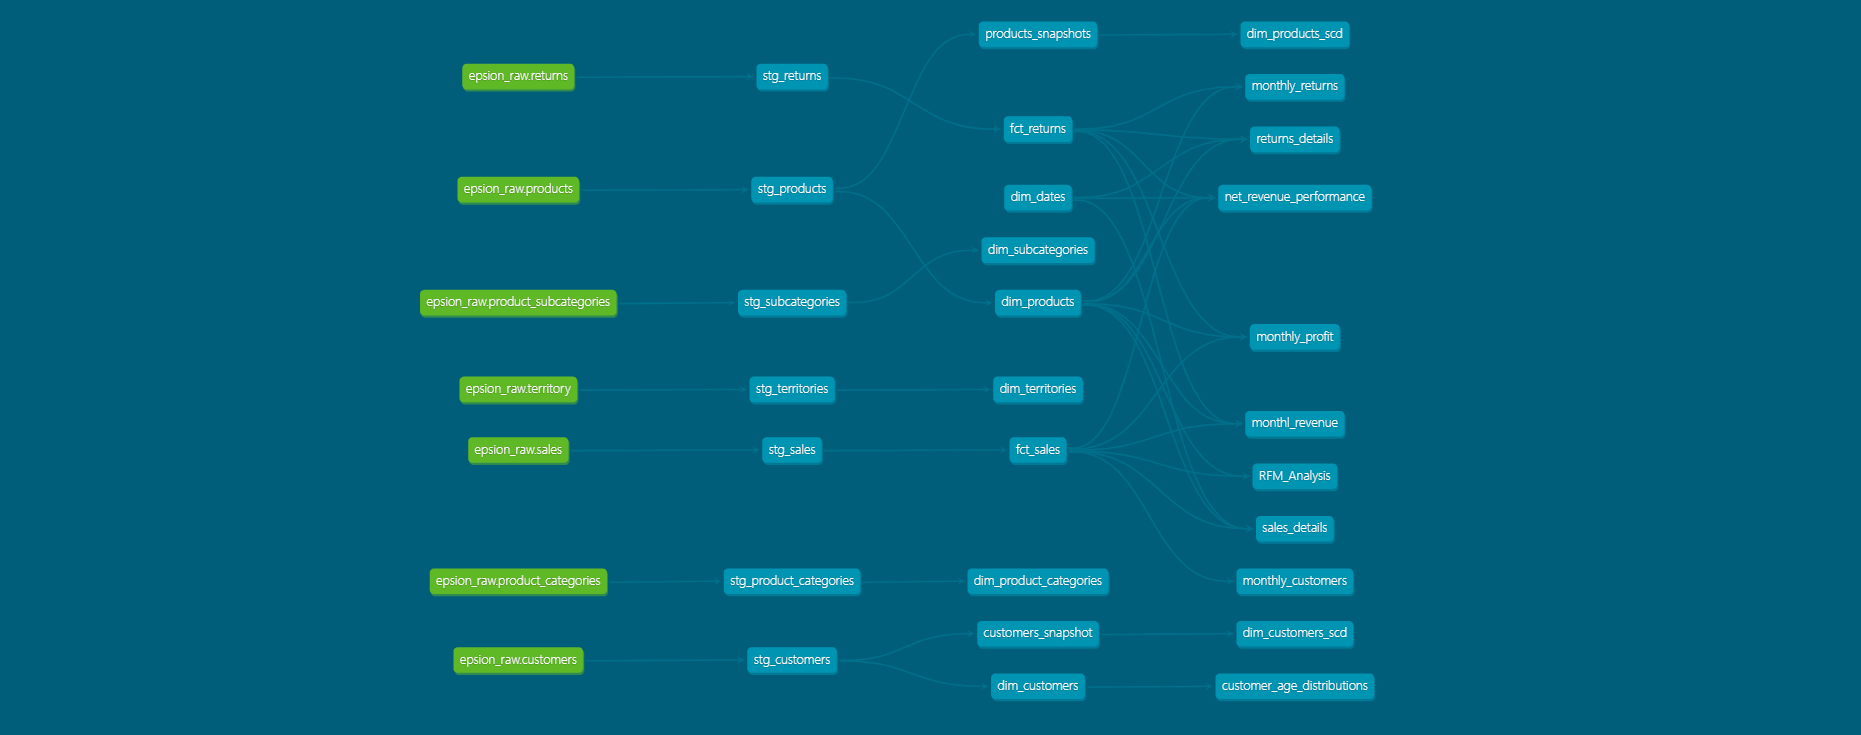 products_snapshots
dim_products_scd
epsion_raw.returns
stg_returns
monthly_returns
fct_returns
returns_details
epsion_raw.products
stg_products
dim_dates
net_revenue_performance
dim_subcategories
epsion_raw.product_subcategories
stg_subcategories
dim_products
monthly_profit
epsion_raw.territory
stg_territories
dim_territories
monthl_revenue
epsion_raw.sales
stg_sales
fct_sales
RFM_Analysis
sales_details
epsion_raw.product_categories
stg_product_categories
dim_product_categories
monthly_customers
customers_snapshot
dim_customers_scd
epsion_raw.customers
stg_customers
dim_customers
customer_age_distributions